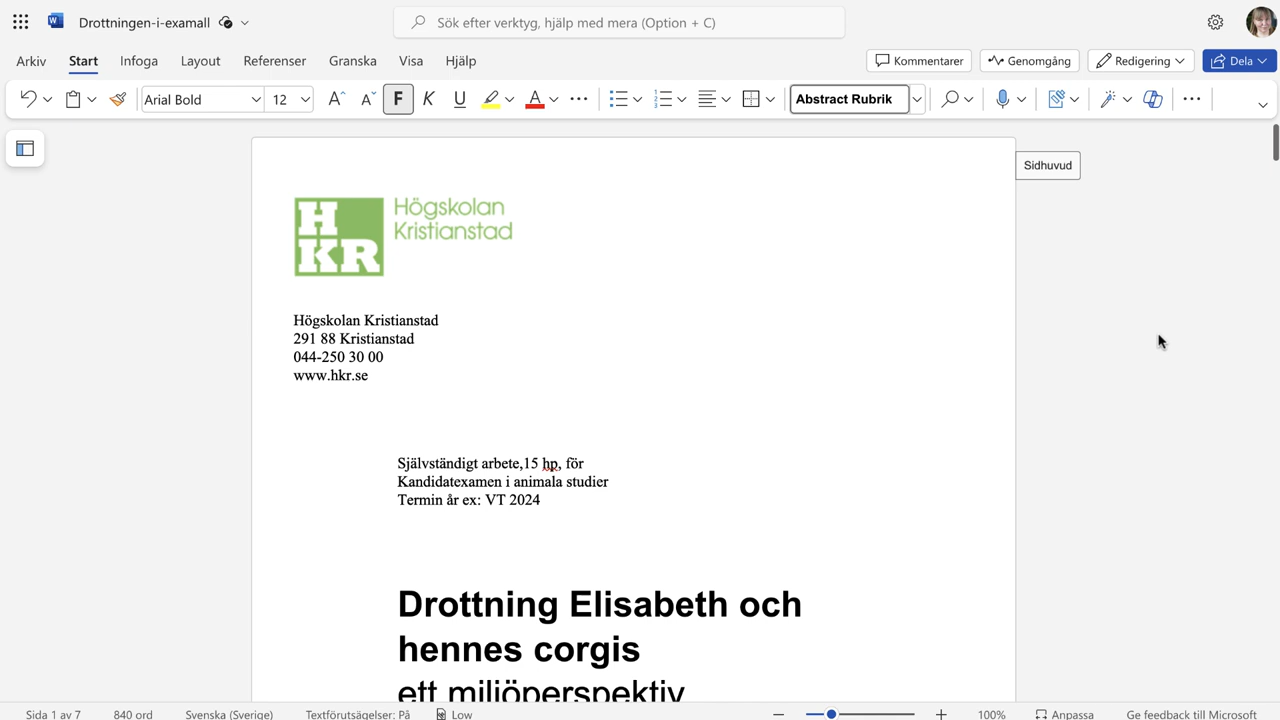 Drottningen-i-examall
Sök efter verktyg, hjälp med mera (Option + C)
Arkiv Start Infoga Layout Referenser Granska Visa Hjälp Kommentarer Genomgång Redigering Dela
Arial Bold 12 A A F K U A Abstract Rubrik
Sidhuvud
H
KR
Högskolan
Kristianstad
Högskolan Kristianstad
291 88 Kristianstad
044-250 30 00
www.hkr.se
Självständigt arbete,15 hp, för
Kandidatexamen i animala studier
Termin år ex: VT 2024
Drottning Elisabeth och
hennes corgis
ett miljöperspektiv
Sida 1 av 7 840 ord Svenska (Sverige) Textförutsägelser: På Low 100% Anpassa Ge feedback till Microsoft